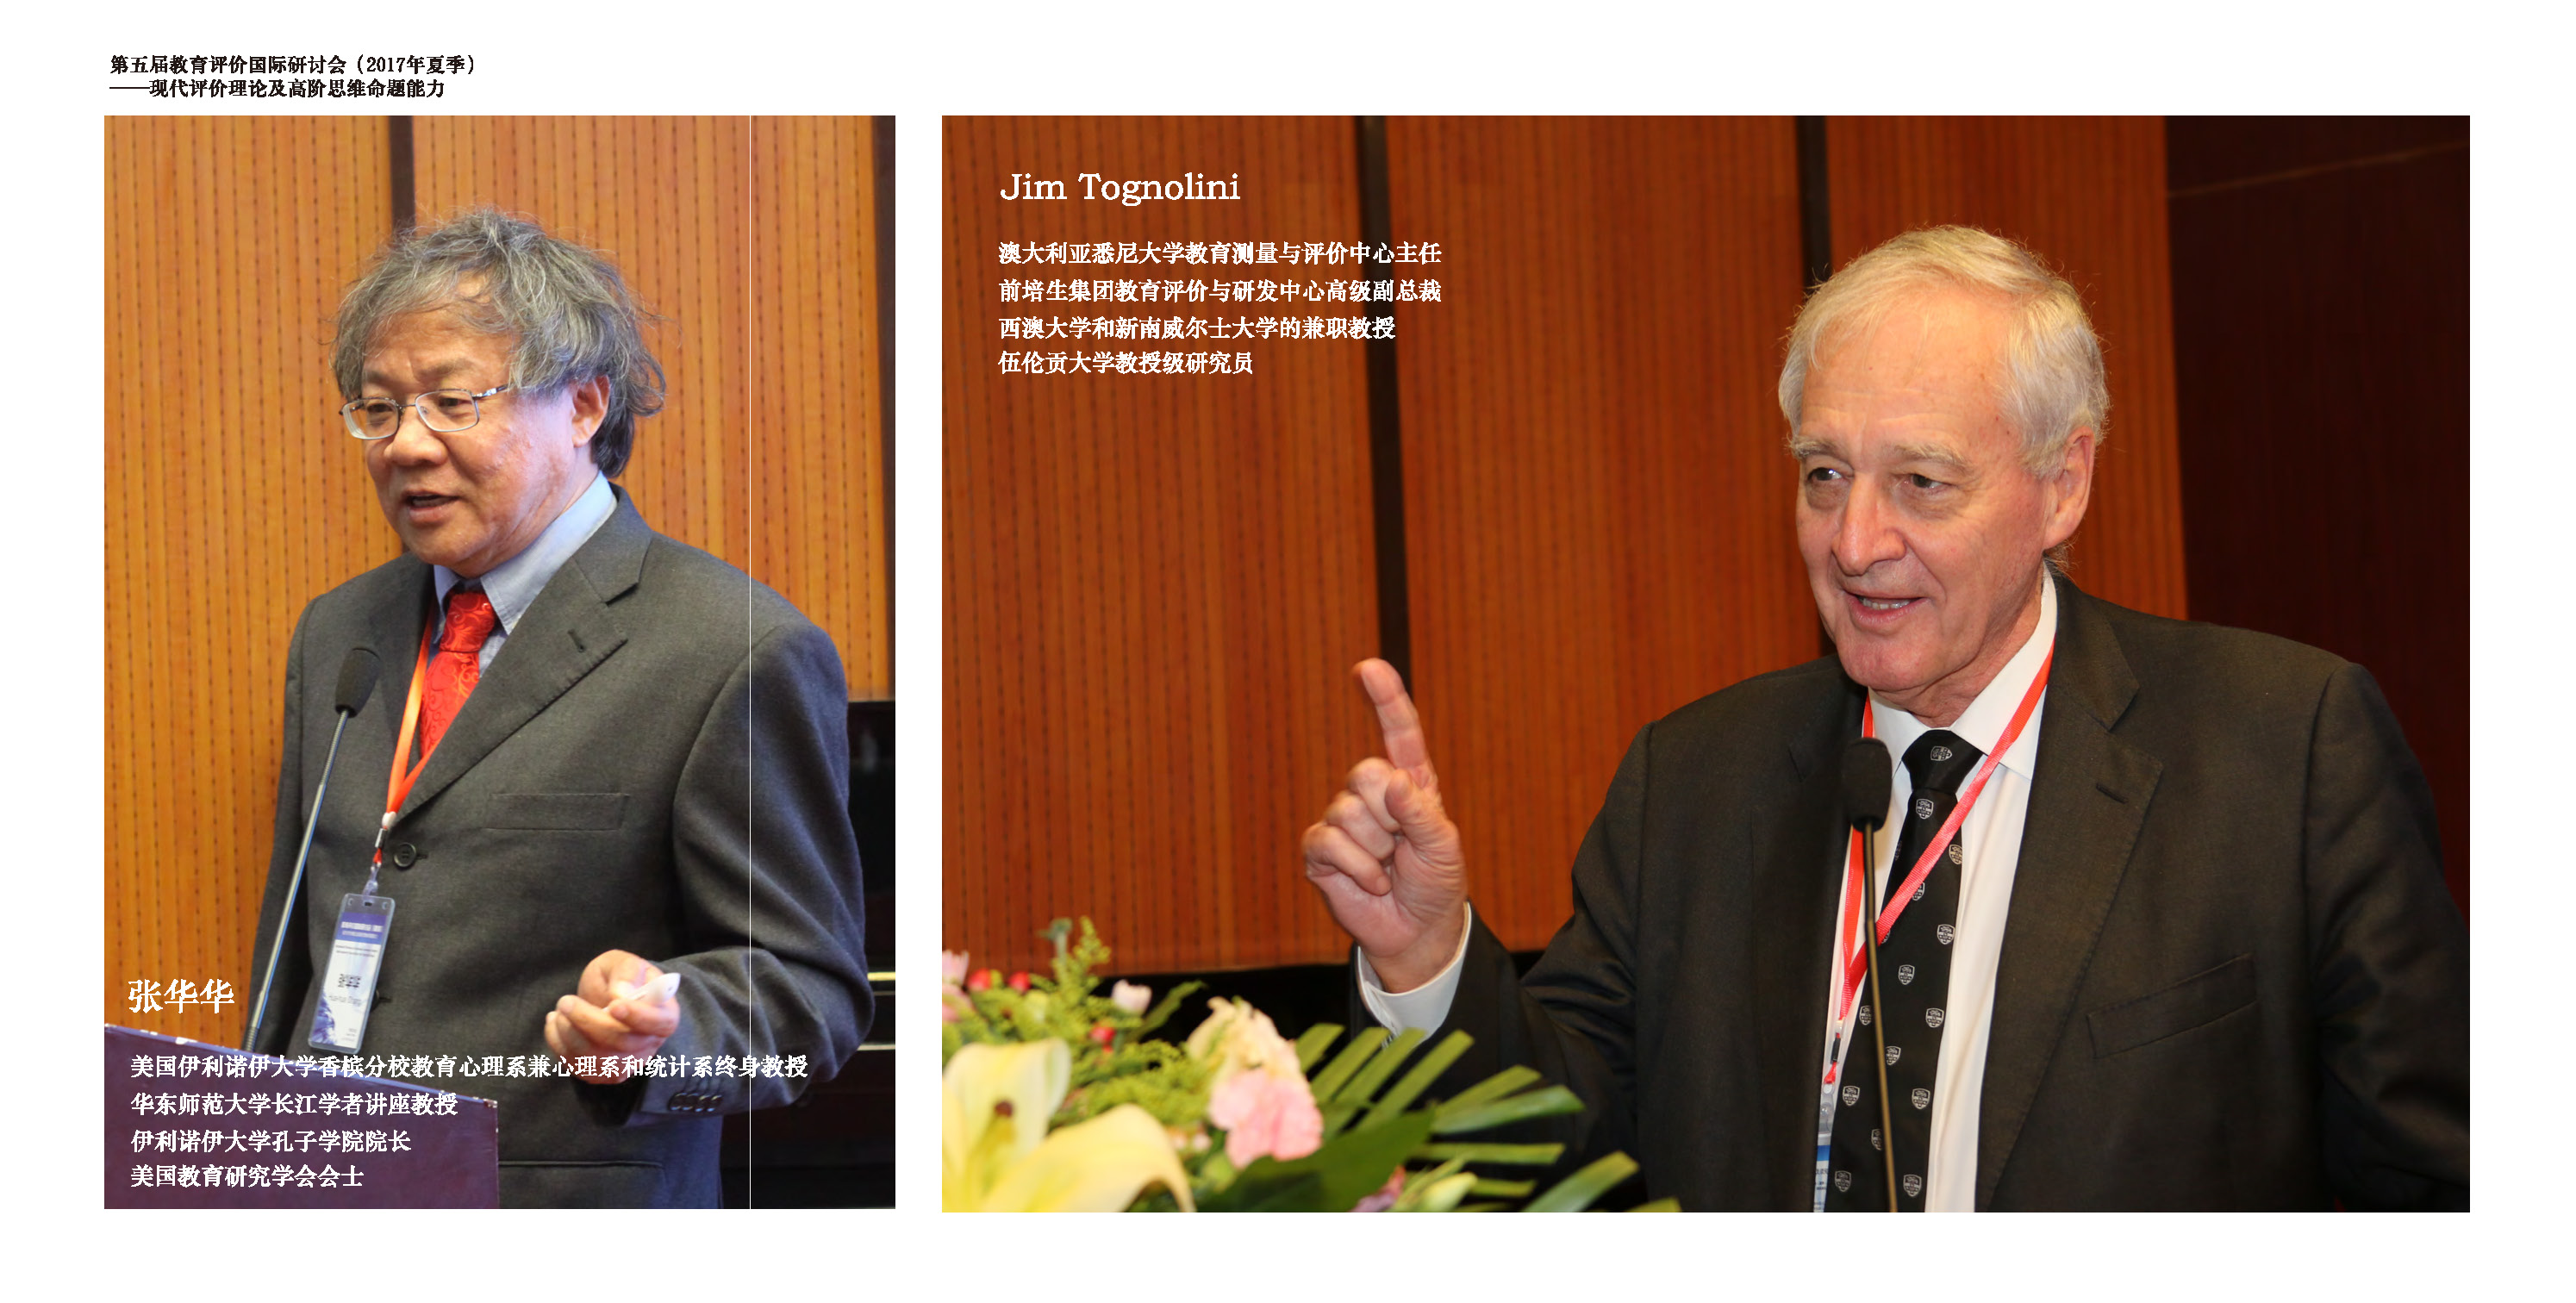 第五届教育评价国际研讨会（2017年夏季）
——现代评价理论及高阶思维命题能力
张华华
美国伊利诺伊大学香槟分校教育心理系兼心理系和统计系终身教授
华东师范大学长江学者讲座教授
伊利诺伊大学孔子学院院长
美国教育研究学会会士
Jim Tognolini
澳大利亚悉尼大学教育测量与评价中心主任
前培生集团教育评价与研发中心高级副总裁
西澳大学和新南威尔士大学的兼职教授
伍伦贡大学教授级研究员